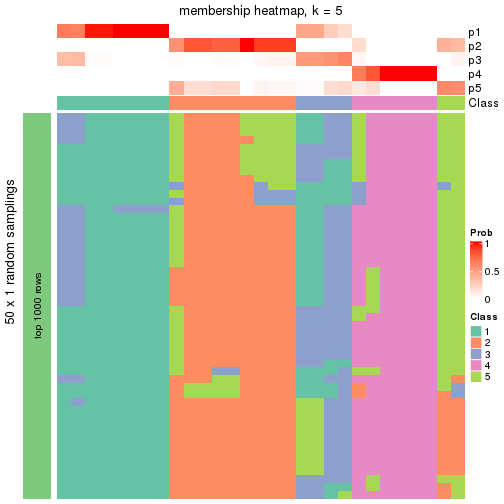 membership heatmap, k = 5
p1
p2
p3
p4
p5
Class
50 x 1 random samplings
top 1000 rows
Prob
1
0.5
0
Class
1
2
3
4
5